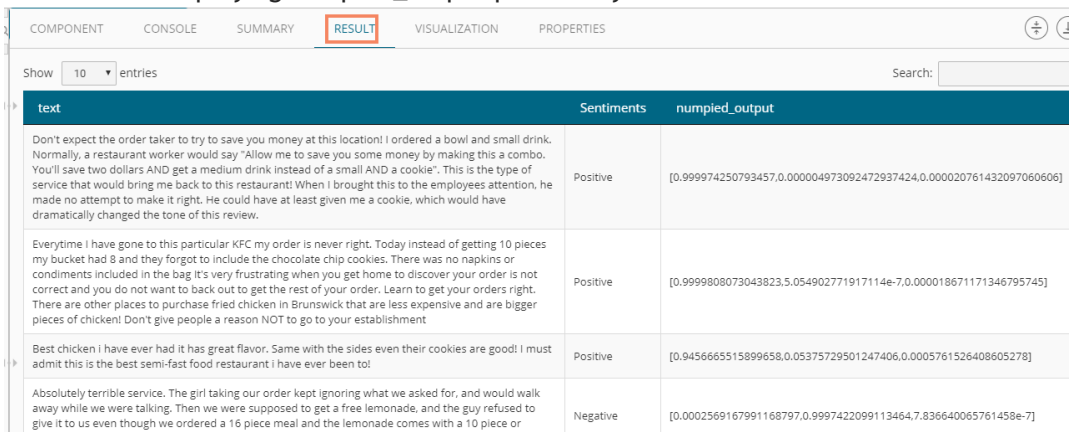 COMPONENT CONSOLE SUMMARY RESULT VISUALIZATION PROPERTIES
Show 10 entries Search:
text Sentiments numpied_output
Don't expect the order taker to try to save you money at this location! I ordered a bowl and small drink.
Normally, a restaurant worker would say "Allow me to save you some money by making this a combo.
You'll save two dollars AND get a medium drink instead of a small AND a cookie". This is the type of
service that would bring me back to this restaurant! When I brought this to the employees attention, he
made no attempt to make it right. He could have at least given me a cookie, which would have
dramatically changed the tone of this review.
Positive
[0.999974250793457,0.000004973092472937424,0.000020761432097060606]
Everytime I have gone to this particular KFC my order is never right. Today instead of getting 10 pieces
my bucket had 8 and they forgot to include the chocolate chip cookies. There was no napkins or
condiments included in the bag It's very frustrating when you get home to discover your order is not
correct and you do not want to back out to get the rest of your order. Learn to get your orders right.
There are other places to purchase fried chicken in Brunswick that are less expensive and are bigger
pieces of chicken! Don't give people a reason NOT to go to your establishment
Positive
[0.9999808073043823,5.054902771917114e-7,0.000018671171346795745]
Best chicken i have ever had it has great flavor. Same with the sides even their cookies are good! I must
admit this is the best semi-fast food restaurant i have ever been to!
Positive
[0.9456665515899658,0.05375729501247406,0.0005761526408605278]
Absolutely terrible service. The girl taking our order kept ignoring what we asked for, and would walk
away while we were talking. Then we were supposed to get a free lemonade, and the guy refused to
give it to us even though we ordered a 16 piece meal and the lemonade comes with a 10 piece or
Negative
[0.0002569167991168797,0.9997422099113464,7.836640065761458e-7]